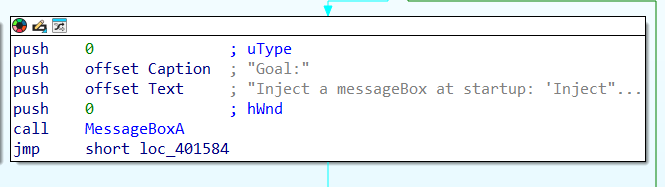 push 0 ; uType
push offset Caption ; "Goal:"
push offset Text ; "Inject a messageBox at startup: 'Inject"...
push 0 ; hWnd
call MessageBoxA
jmp short loc_401584